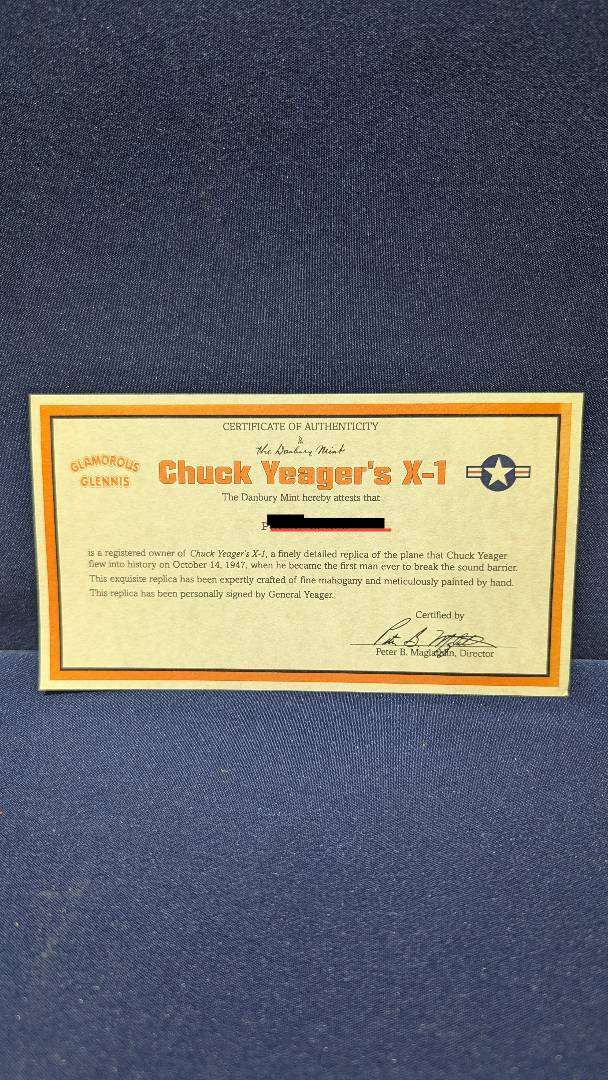 CERTIFICATE OF AUTHENTICITY
The Danbury Mint
GLAMOROUS
GLENNIS
Chuck Yeager's X-1
The Danbury Mint hereby attests that
is a registered owner of Chuck Yeager's X-1, a finely detailed replica of the plane that Chuck Yeager
flew into history on October 14, 1947, when he became the first man ever to break the sound barrier.
This exquisite replica has been expertly crafted of fine mahogany and meticulously painted by hand.
This replica has been personally signed by General Yeager.
Certified by
Peter B. Maglathlin, Director